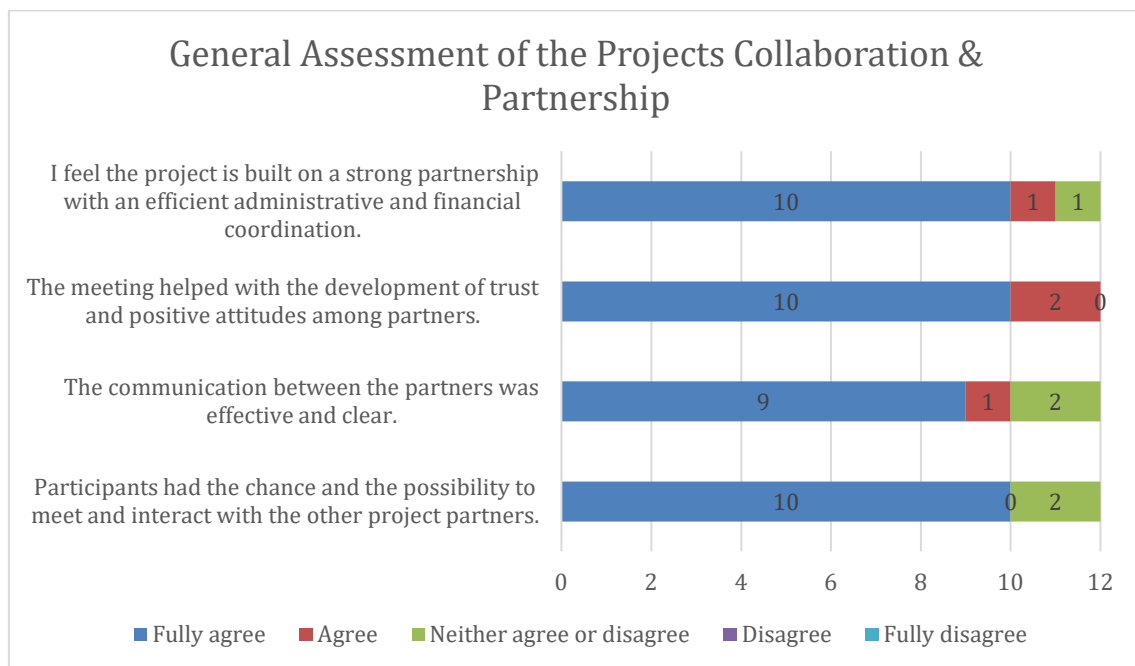 General Assessment of the Projects Collaboration &
Partnership
I feel the project is built on a strong partnership
with an efficient administrative and financial
coordination.
10 1 1
The meeting helped with the development of trust
and positive attitudes among partners.
10 2 0
The communication between the partners was
effective and clear.
9 1 2
Participants had the chance and the possibility to
meet and interact with the other project partners.
10 0 2
0 2 4 6 8 10 12
Fully agree Agree Neither agree or disagree Disagree Fully disagree